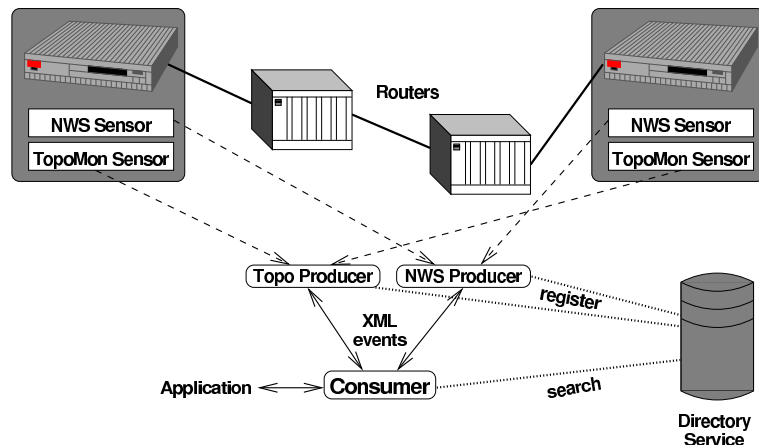 Routers
NWS Sensor
TopoMon Sensor
NWS Sensor
TopoMon Sensor
Topo Producer
NWS Producer
register
XML
events
Application
Consumer
search
Directory
Service